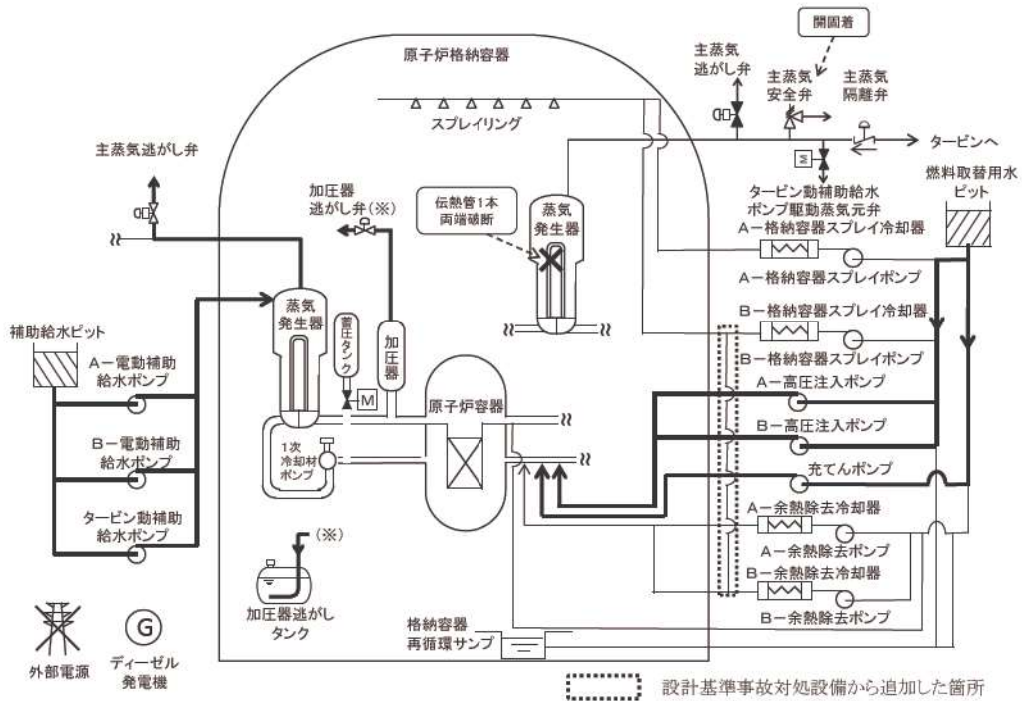 開固着
原子炉格納容器
主蒸気
逃がし弁
主蒸気
安全弁
主蒸気
隔離弁
スプレイリング
タービンへ
主蒸気逃がし弁
加圧器
逃がし弁(※)
伝熱管1本
両端破断
蒸気
発生器
M
タービン動補助給水
ポンプ駆動蒸気元弁
燃料取替用水
ピット
A-格納容器スプレイ冷却器
A-格納容器スプレイポンプ
B-格納容器スプレイ冷却器
B-格納容器スプレイポンプ
補助給水ピット
蒸気
発生器
蓄圧タンク
加圧器
M
原子炉容器
A-電動補助
給水ポンプ
A-高圧注入ポンプ
B-高圧注入ポンプ
B-電動補助
給水ポンプ
1次
冷却材
ポンプ
充てんポンプ
タービン動補助
給水ポンプ
A-余熱除去冷却器
A-余熱除去ポンプ
(※)
B-余熱除去冷却器
B-余熱除去ポンプ
加圧器逃がし
タンク
格納容器
再循環サンプ
外部電源
G
ディーゼル
発電機
設計基準事故対処設備から追加した箇所